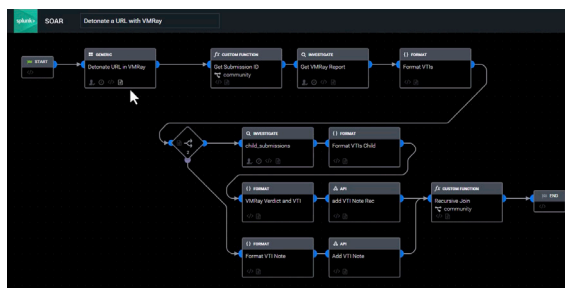 splunk>
SOAR
Detonate a URL with VMRay
START
GENERIC
Detonate URL in VMRay
CUSTOM FUNCTION
Get Submission ID
community
INVESTIGATE
Get VMRay Report
FORMAT
Format VTIs
INVESTIGATE
child_submissions
FORMAT
Format VTIs Child
FORMAT
VMRay Verdict and VTI
API
add VTI Note Rec
CUSTOM FUNCTION
Recursive Join
community
END
FORMAT
Format VTI Note
API
Add VTI Note